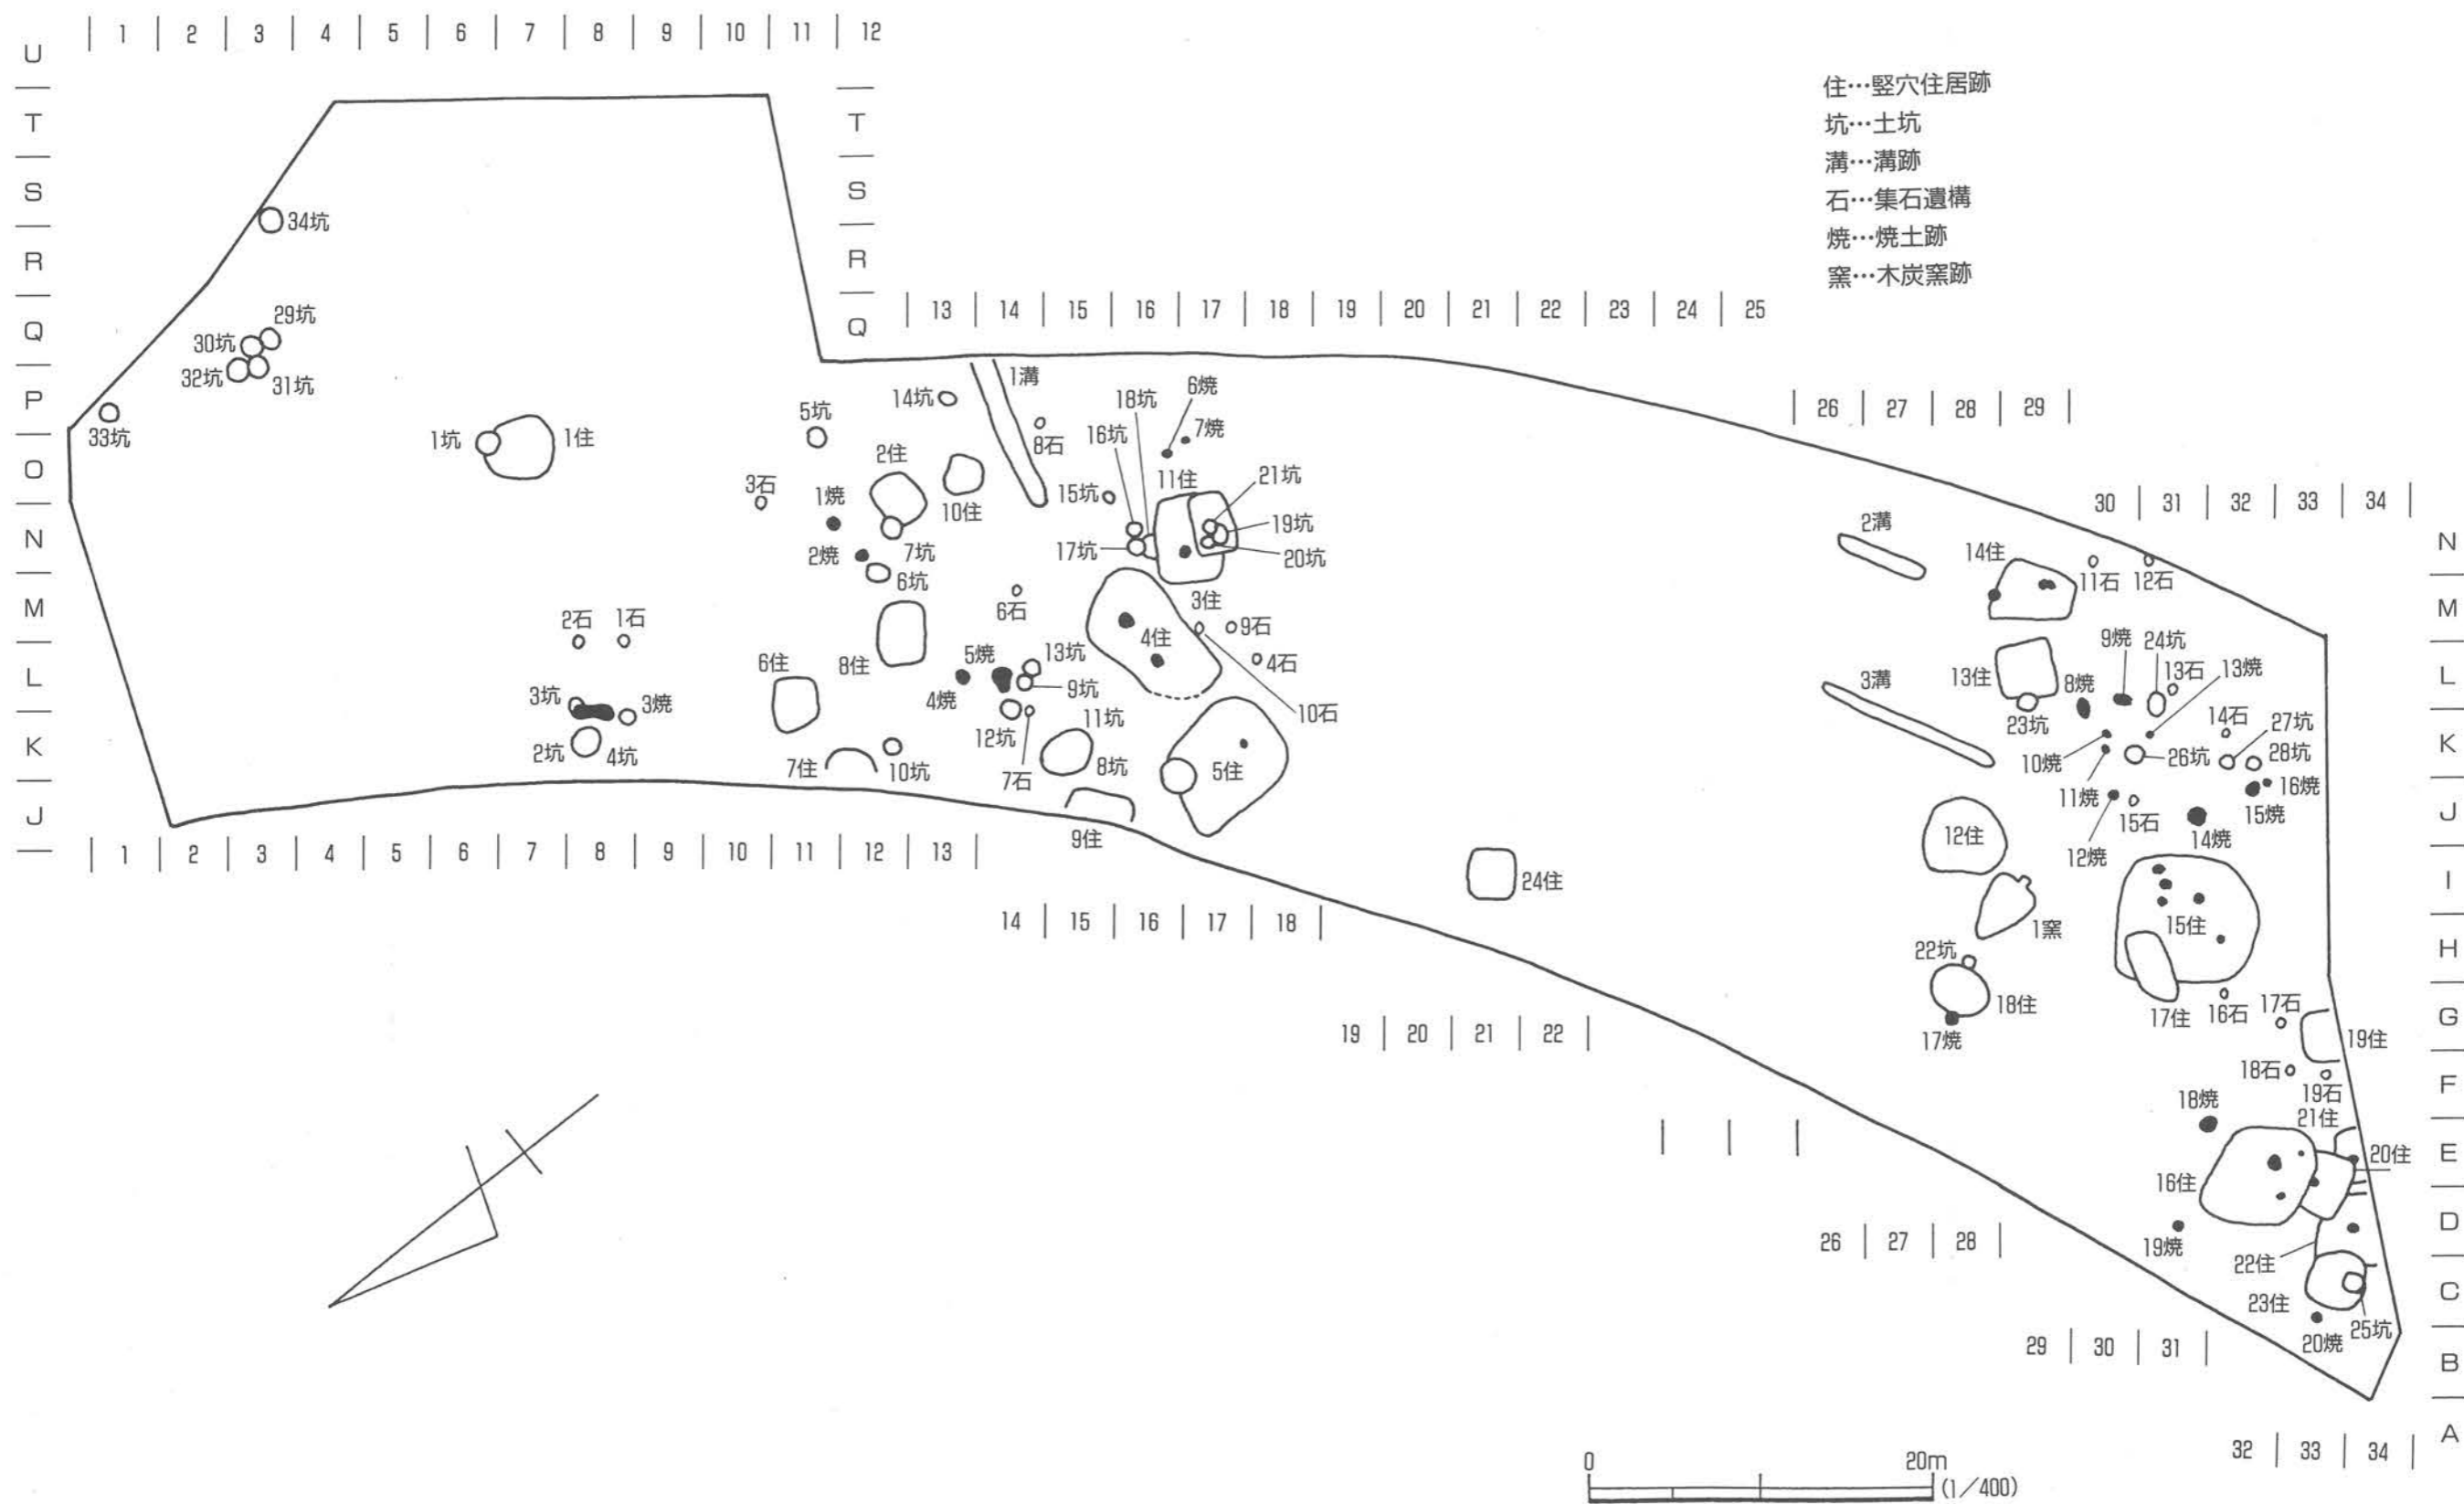 1 2 3 4 5 6 7 8 9 10 11 12
U
T
S
R
Q
P
O
N
M
L
K
J
T
S
R
Q
住…竪穴住居跡
坑…土坑
溝…溝跡
石…集石遺構
焼…焼土跡
窯…木炭窯跡
13 14 15 16 17 18 19 20 21 22 23 24 25
26 27 28 29
30 31 32 33 34
34坑
29坑
30坑
32坑
31坑
33坑
1坑
1住
5坑
14坑
1溝
8石
18坑
16坑
6焼
7焼
2住
3石
1焼
10住
15坑
11住
21坑
19坑
20坑
17坑
2焼
7坑
6坑
6石
3住
4住
9石
4石
10石
2石
1石
6住
8住
5焼
13坑
4焼
9坑
12坑
11坑
7石
8坑
3坑
3焼
2坑
4坑
7住
10坑
5住
9住
2溝
14住
11石
12石
3溝
13住
9焼
24坑
13石
13焼
8焼
23坑
14石
27坑
10焼
26坑
28坑
11焼
15石
16焼
15焼
14焼
12焼
12住
24住
1窯
15住
22坑
18住
17焼
17住
16石
17石
19住
18石
19石
18焼
21住
20住
16住
19焼
22住
23住
25坑
20焼
N
M
L
K
J
I
H
G
F
E
D
C
B
A
1 2 3 4 5 6 7 8 9 10 11 12 13
14 15 16 17 18
19 20 21 22
26 27 28
29 30 31
32 33 34
0 20m
(1/400)